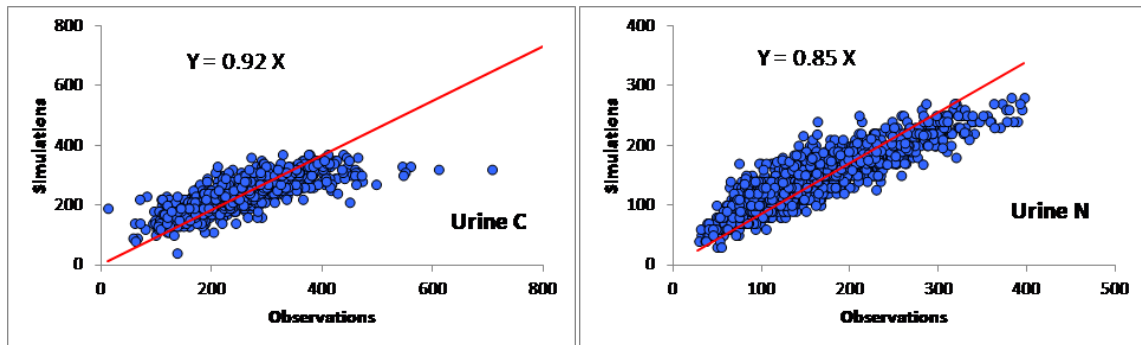 800
600
400
200
0
Simulations
Y = 0.92 X
Urine C
0 200 400 600 800
Observations
400
300
200
100
0
Simulations
Y = 0.85 X
Urine N
0 100 200 300 400 500
Observations